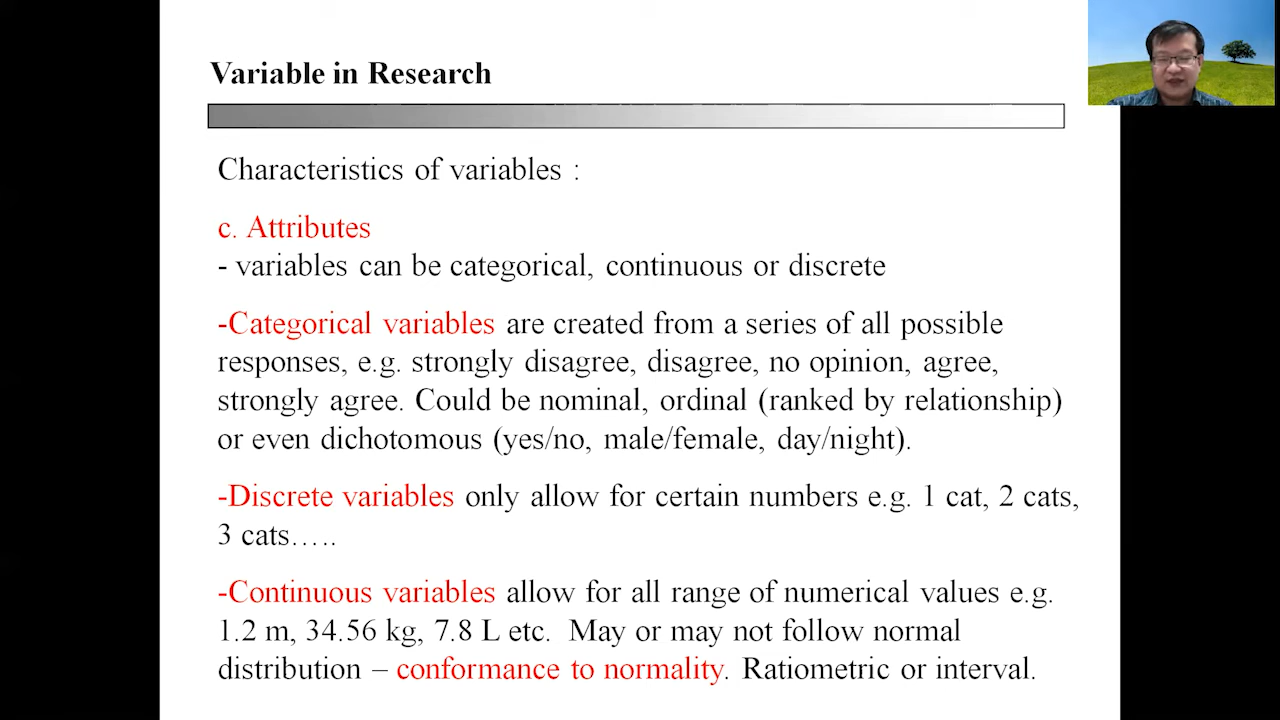 Variable in Research
Characteristics of variables :
c. Attributes
- variables can be categorical, continuous or discrete
-Categorical variables are created from a series of all possible
responses, e.g. strongly disagree, disagree, no opinion, agree,
strongly agree. Could be nominal, ordinal (ranked by relationship)
or even dichotomous (yes/no, male/female, day/night).
-Discrete variables only allow for certain numbers e.g. 1 cat, 2 cats,
3 cats…..
-Continuous variables allow for all range of numerical values e.g.
1.2 m, 34.56 kg, 7.8 L etc.  May or may not follow normal
distribution – conformance to normality. Ratiometric or interval.